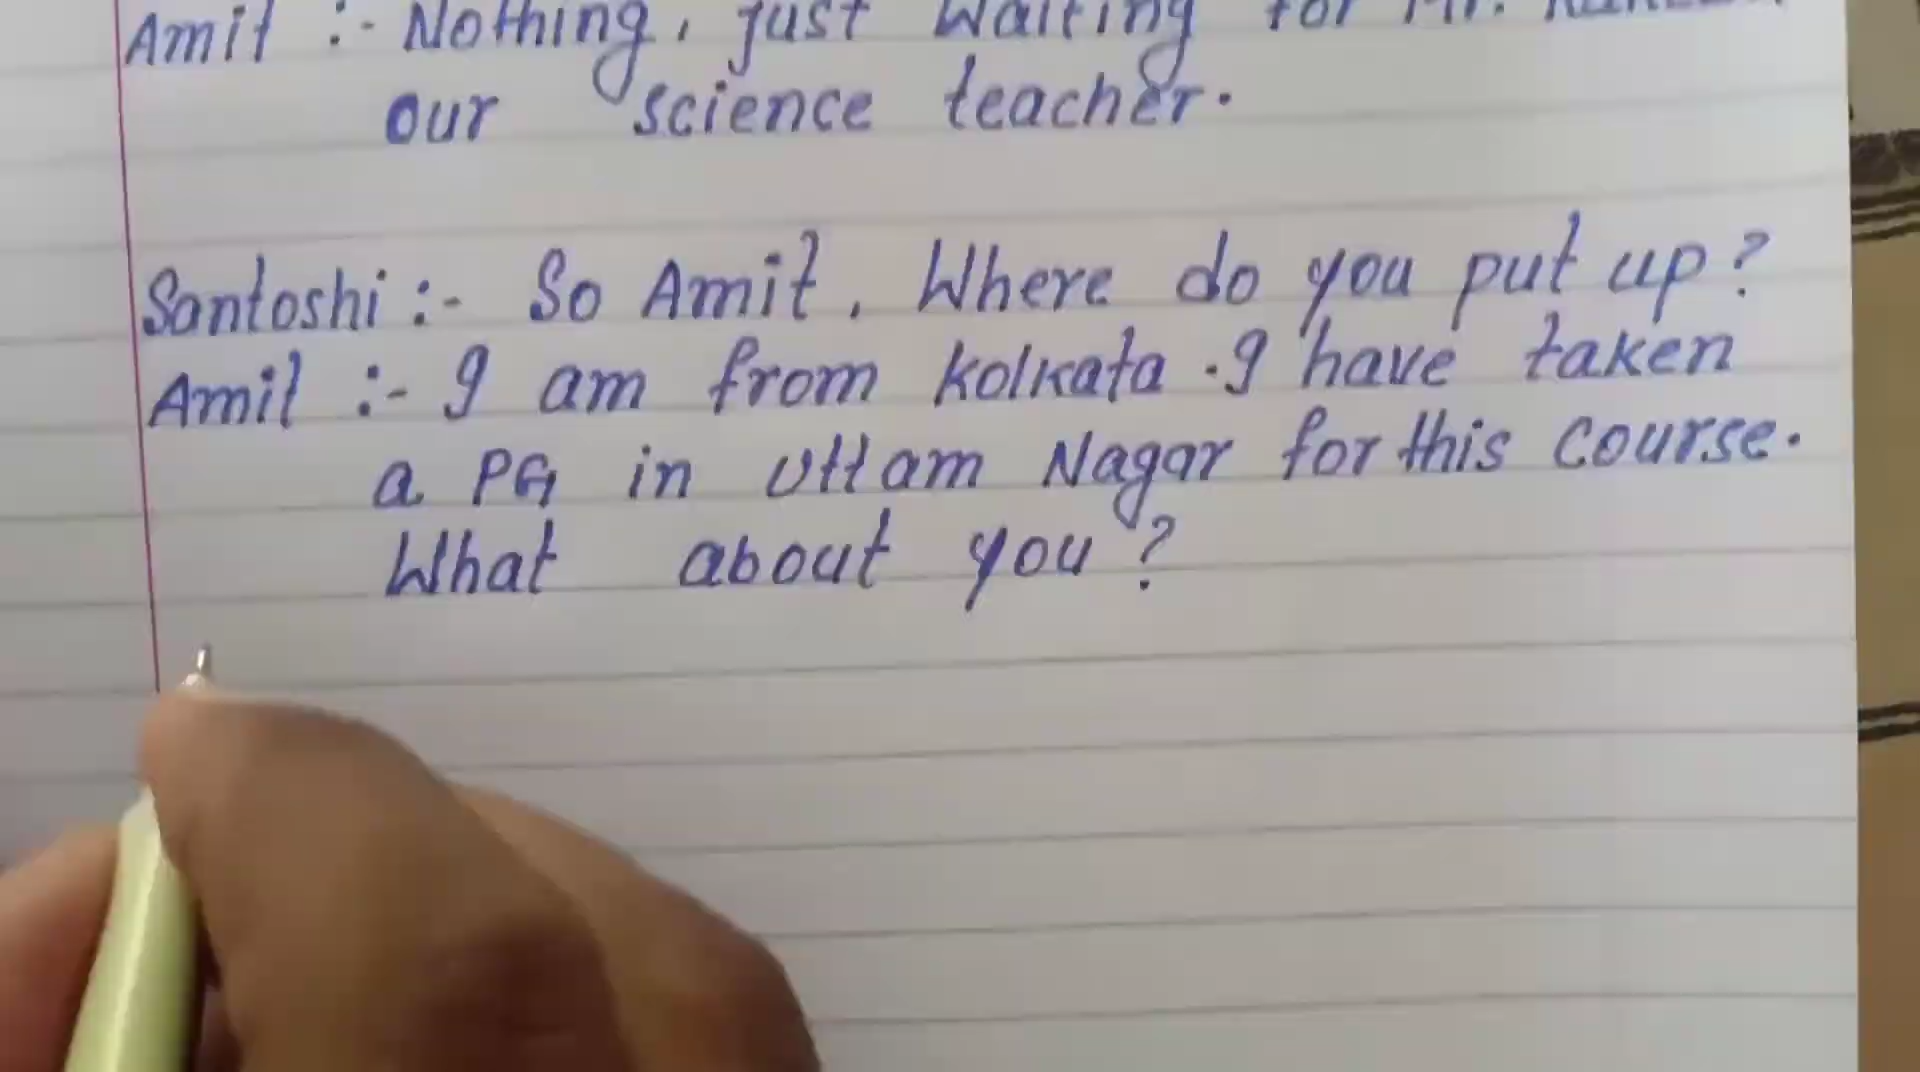 Amit :- Nothing, just waiting for Mr.
our science teacher.
Santoshi :- So Amit, Where do you put up?
Amit :- I am from Kolkata. I have taken
a PG in Uttam Nagar for this Course.
What about you?